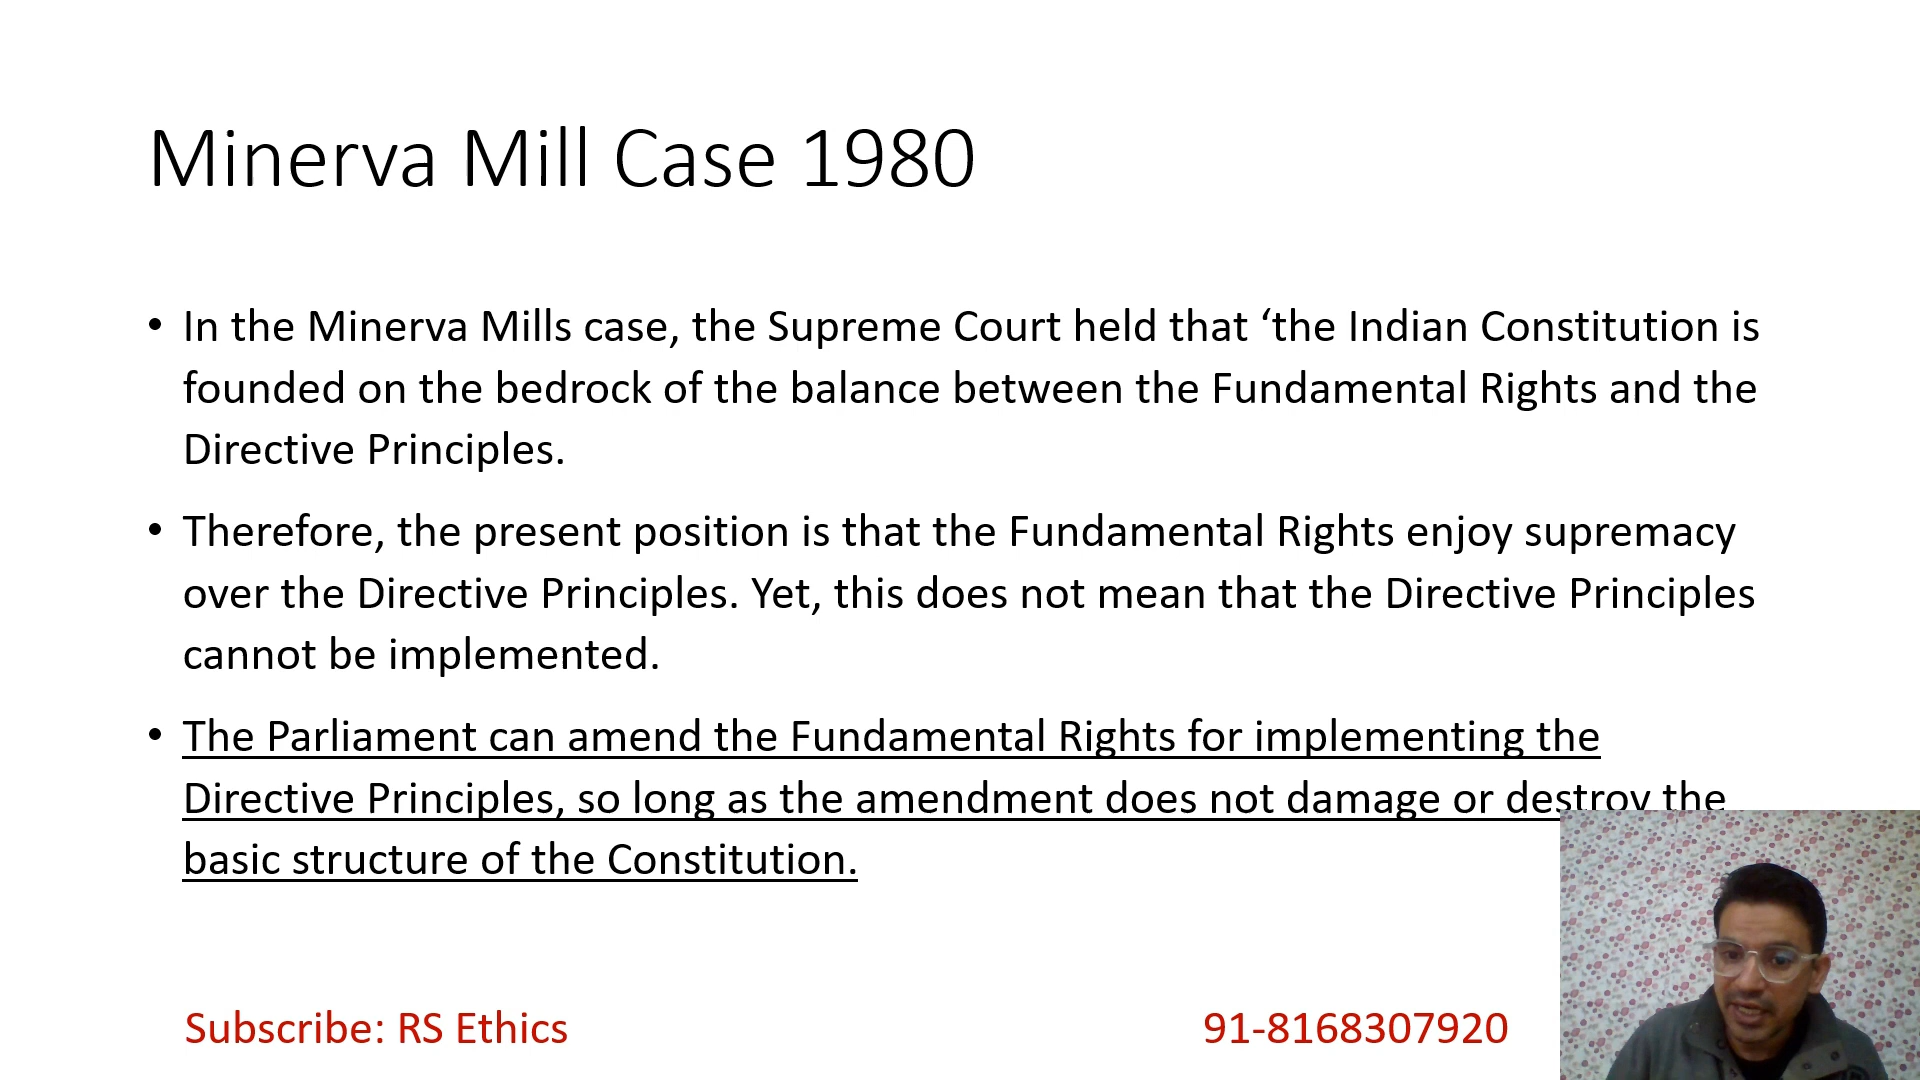 Minerva Mill Case 1980
• In the Minerva Mills case, the Supreme Court held that ‘the Indian Constitution is
founded on the bedrock of the balance between the Fundamental Rights and the
Directive Principles.
• Therefore, the present position is that the Fundamental Rights enjoy supremacy
over the Directive Principles. Yet, this does not mean that the Directive Principles
cannot be implemented.
• The Parliament can amend the Fundamental Rights for implementing the
Directive Principles, so long as the amendment does not damage or destroy the
basic structure of the Constitution.
Subscribe: RS Ethics
91-8168307920